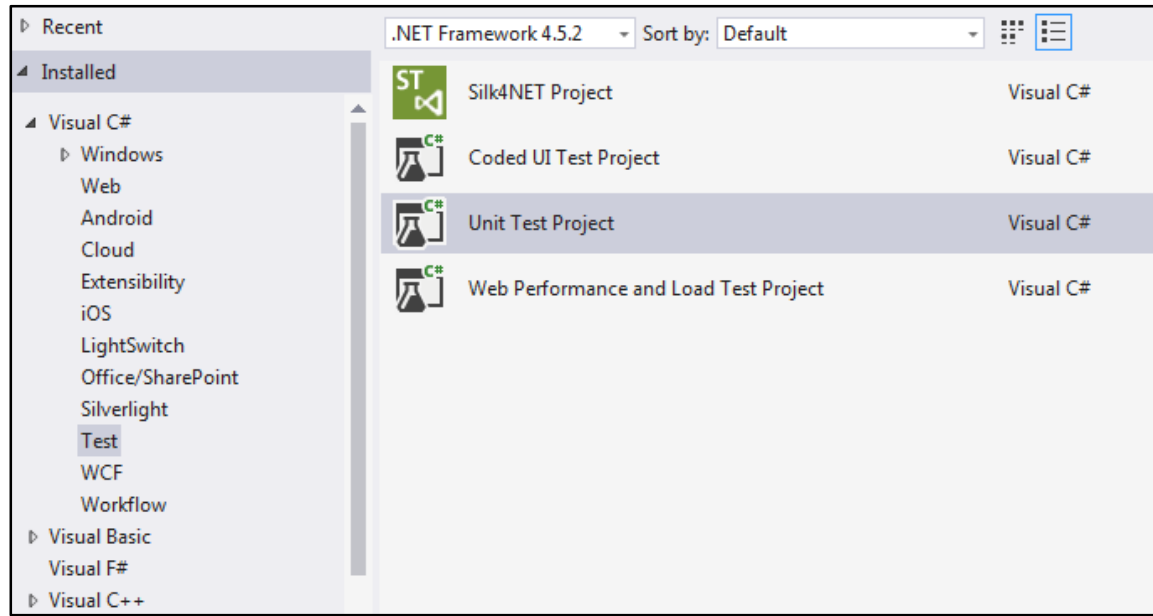 Recent
Installed
Visual C#
Windows
Web
Android
Cloud
Extensibility
iOS
LightSwitch
Office/SharePoint
Silverlight
Test
WCF
Workflow
Visual Basic
Visual F#
Visual C++
.NET Framework 4.5.2 Sort by: Default
ST Silk4NET Project Visual C#
C# Coded UI Test Project Visual C#
C# Unit Test Project Visual C#
C# Web Performance and Load Test Project Visual C#